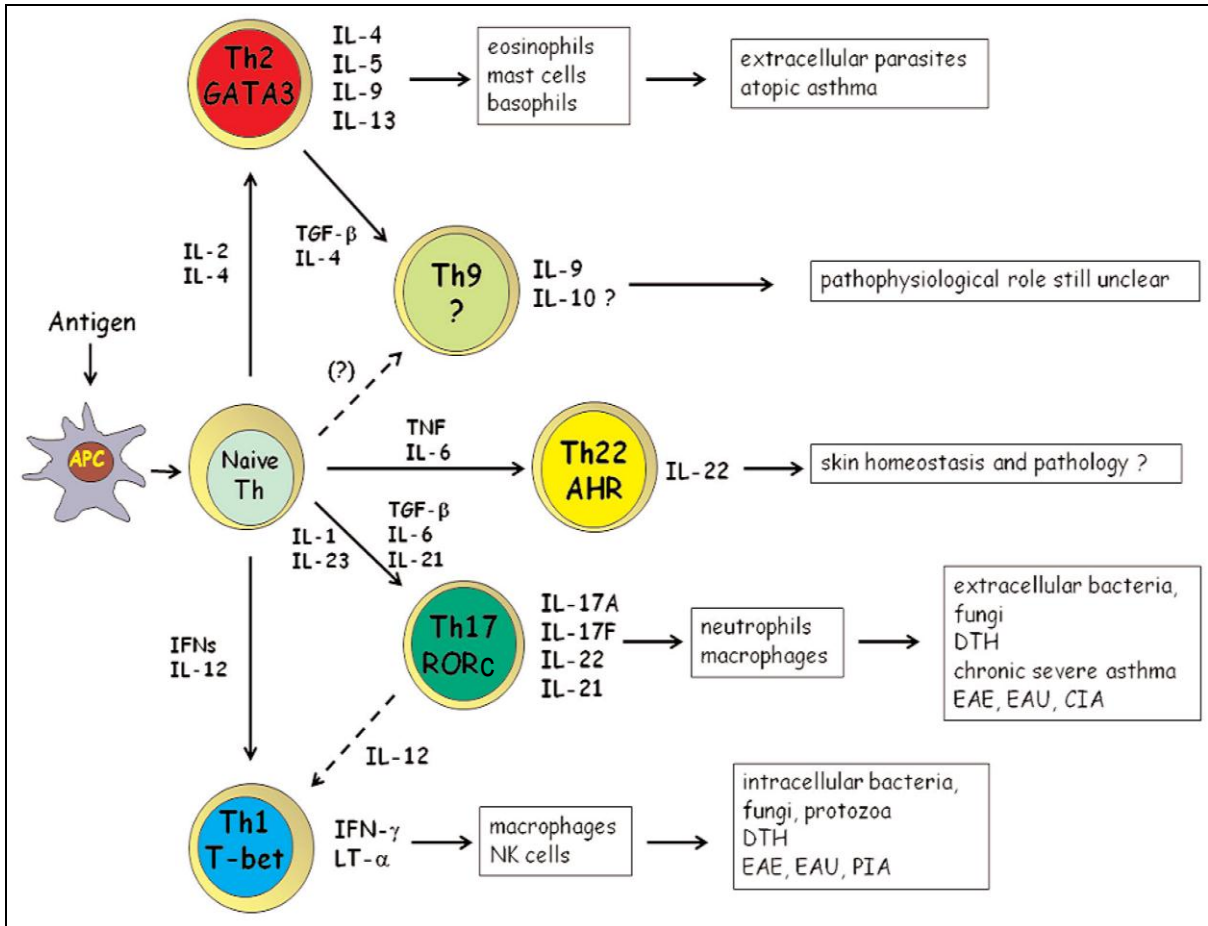 Th2
GATA3
IL-4
IL-5
IL-9
IL-13
eosinophils
mast cells
basophils
extracellular parasites
atopic asthma
IL-2
IL-4
TGF-β
IL-4
Th9
?
IL-9
IL-10 ?
pathophysiological role still unclear
Antigen
APC
Naive
Th
(?)
TNF
IL-6
Th22
AHR
IL-22
skin homeostasis and pathology ?
IL-1
IL-23
TGF-β
IL-6
IL-21
Th17
RORc
IL-17A
IL-17F
IL-22
IL-21
neutrophils
macrophages
extracellular bacteria,
fungi
DTH
chronic severe asthma
EAE, EAU, CIA
IFNs
IL-12
IL-12
Th1
T-bet
IFN-γ
LT-α
macrophages
NK cells
intracellular bacteria,
fungi, protozoa
DTH
EAE, EAU, PIA